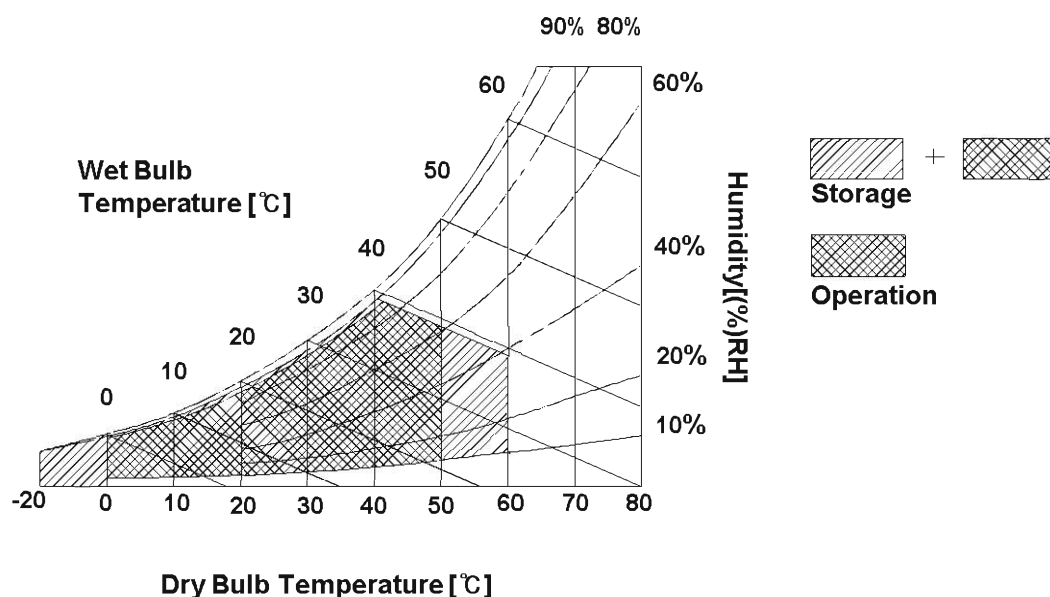 90% 80%
60
60%
Wet Bulb
Temperature [℃]
50
40
40%
30
20
20%
10
10%
0
Humidity[(%)RH]
-20 0 10 20 30 40 50 60 70 80
Dry Bulb Temperature [℃]
+
Storage
Operation